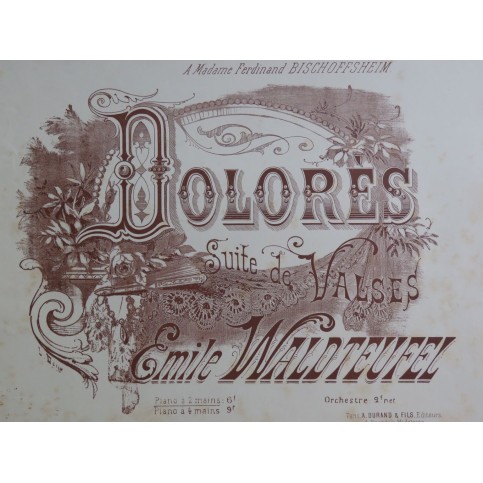 A Madame Ferdinand BISCHOFFSHEIM.
DOLORES
Suite de VALSES
Emile WALDTEUFEL
Piano à 2 mains: 6f
Piano à 4 mains 9f
Orchestre 2f net
A. DURAND & FILS, Editeurs